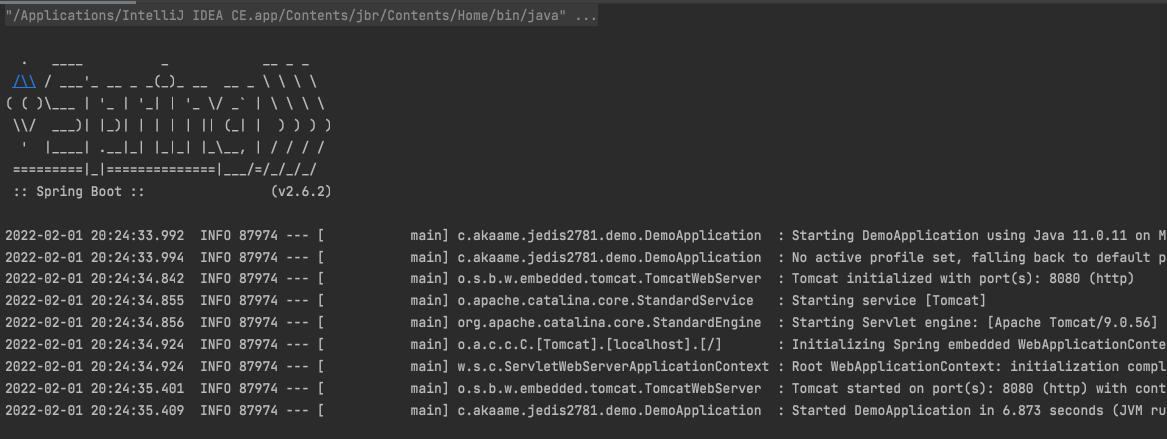 "/Applications/IntelliJ IDEA CE.app/Contents/jbr/Contents/Home/bin/java" ...
  .   ____          _            __ _ _
 /\\ / ___'_ __ _ _(_)_ __  __ _ \ \ \ \
( ( )\___ | '_ | '_| | '_ \/ _` | \ \ \ \
 \\/  ___)| |_)| | | | | || (_| |  ) ) ) )
  '  |____| .__|_| |_|_| |_\__, | / / / /
 =========|_|==============|___/=/_/_/_/
 :: Spring Boot ::                (v2.6.2)
2022-02-01 20:24:33.992  INFO 87974 --- [           main] c.akaame.jedis2781.demo.DemoApplication  : Starting DemoApplication using Java 11.0.11 on M
2022-02-01 20:24:33.994  INFO 87974 --- [           main] c.akaame.jedis2781.demo.DemoApplication  : No active profile set, falling back to default p
2022-02-01 20:24:34.842  INFO 87974 --- [           main] o.s.b.w.embedded.tomcat.TomcatWebServer  : Tomcat initialized with port(s): 8080 (http)
2022-02-01 20:24:34.855  INFO 87974 --- [           main] o.apache.catalina.core.StandardService   : Starting service [Tomcat]
2022-02-01 20:24:34.856  INFO 87974 --- [           main] org.apache.catalina.core.StandardEngine  : Starting Servlet engine: [Apache Tomcat/9.0.56]
2022-02-01 20:24:34.924  INFO 87974 --- [           main] o.a.c.c.C.[Tomcat].[localhost].[/]       : Initializing Spring embedded WebApplicationConte
2022-02-01 20:24:34.924  INFO 87974 --- [           main] w.s.c.ServletWebServerApplicationContext : Root WebApplicationContext: initialization compl
2022-02-01 20:24:35.401  INFO 87974 --- [           main] o.s.b.w.embedded.tomcat.TomcatWebServer  : Tomcat started on port(s): 8080 (http) with cont
2022-02-01 20:24:35.409  INFO 87974 --- [           main] c.akaame.jedis2781.demo.DemoApplication  : Started DemoApplication in 6.873 seconds (JVM ru